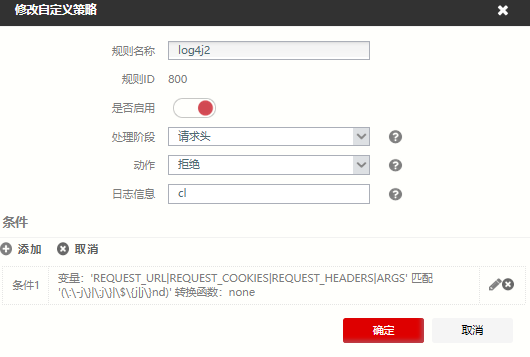 修改自定义策略
规则名称 log4j2
规则ID 800
是否启用
处理阶段 请求头
动作 拒绝
日志信息 cl
条件
添加 取消
条件1 变量：'REQUEST_URL|REQUEST_COOKIES|REQUEST_HEADERS|ARGS' 匹配
'(\:\-j\}|\:j\}|\$\{j|j\}nd)' 转换函数：none
确定 取消